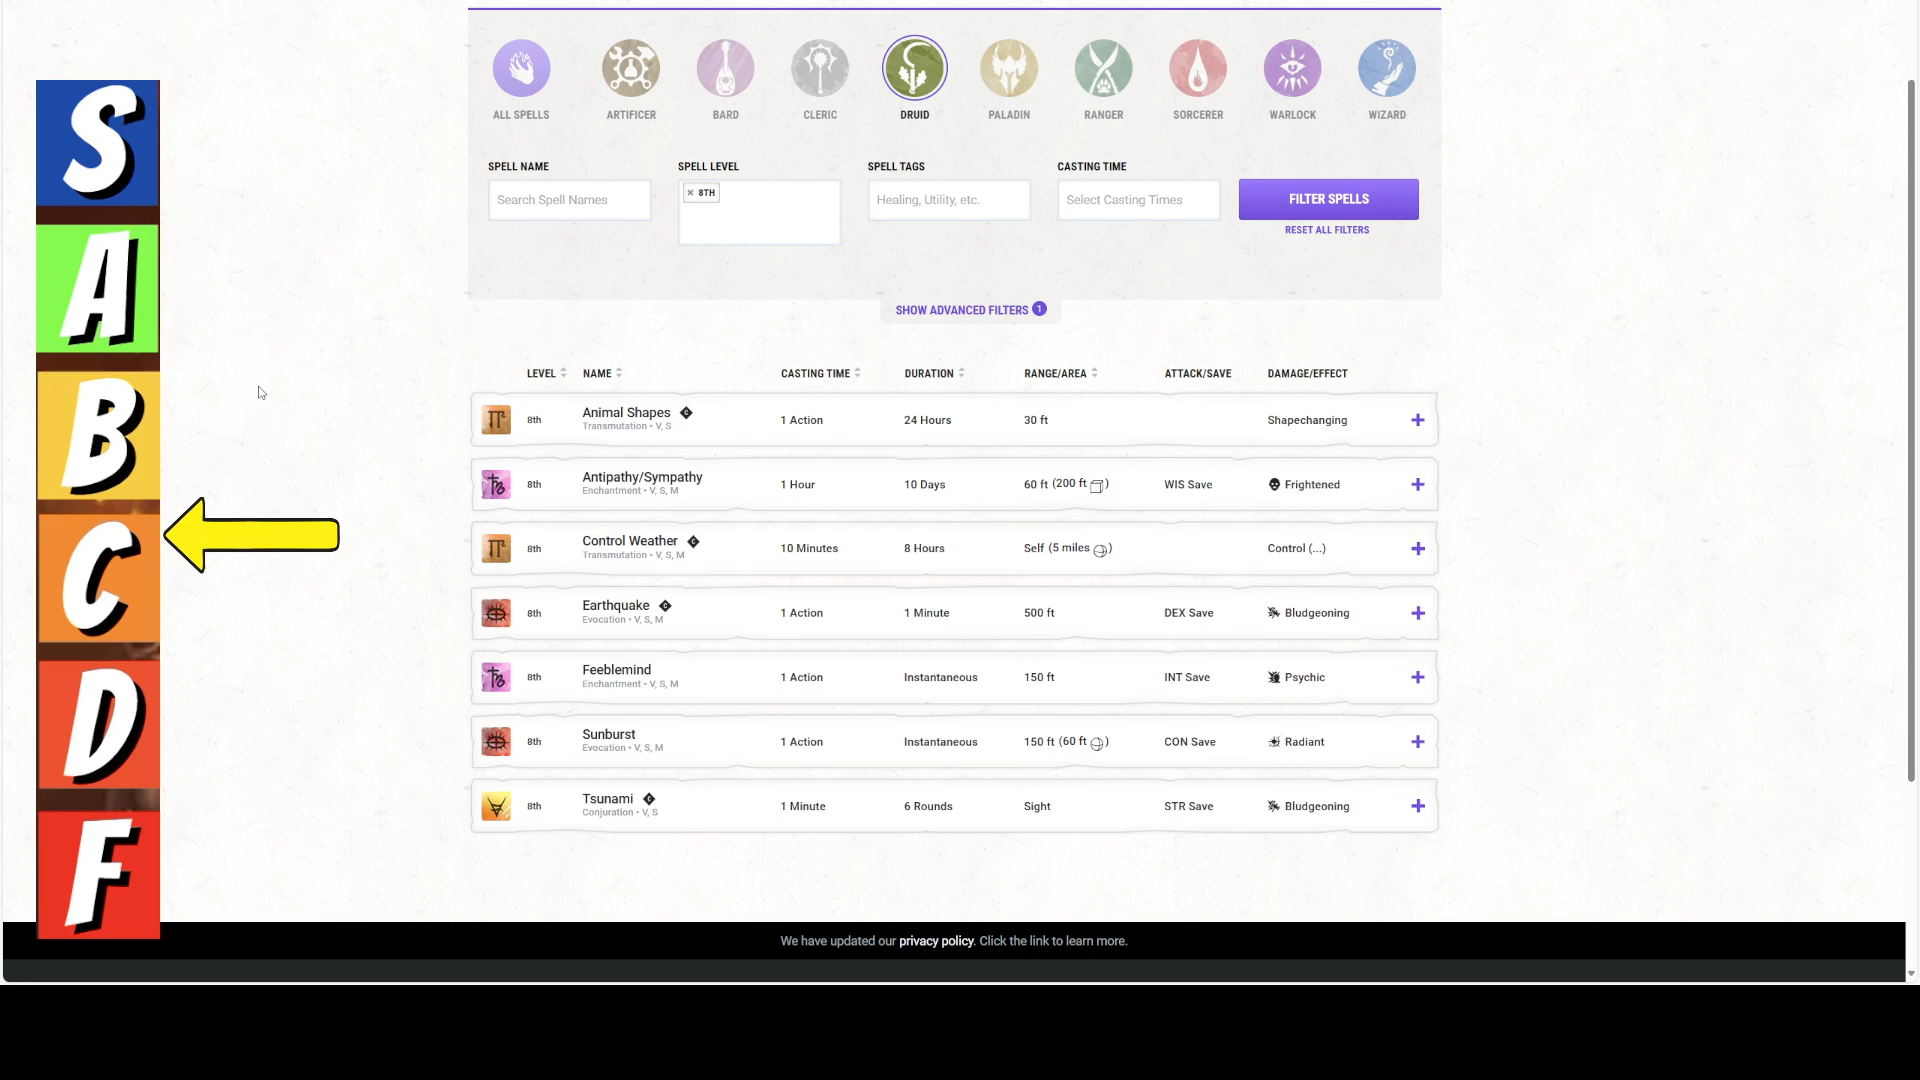 S
A
B
C
D
F
ALL SPELLS ARTIFICER BARD CLERIC DRUID PALADIN RANGER SORCERER WARLOCK WIZARD
SPELL NAME SPELL LEVEL SPELL TAGS CASTING TIME
Search Spell Names × 8TH Healing, Utility, etc. Select Casting Times FILTER SPELLS
RESET ALL FILTERS
SHOW ADVANCED FILTERS 1
LEVEL NAME CASTING TIME DURATION RANGE/AREA ATTACK/SAVE DAMAGE/EFFECT
8th Animal Shapes C 1 Action 24 Hours 30 ft Shapechanging +
Transmutation • V, S
8th Antipathy/Sympathy 1 Hour 10 Days 60 ft (200 ft ) WIS Save Frightened +
Enchantment • V, S, M
8th Control Weather C 10 Minutes 8 Hours Self (5 miles ) Control (...) +
Transmutation • V, S, M
8th Earthquake C 1 Action 1 Minute 500 ft DEX Save Bludgeoning +
Evocation • V, S, M
8th Feeblemind 1 Action Instantaneous 150 ft INT Save Psychic +
Enchantment • V, S, M
8th Sunburst 1 Action Instantaneous 150 ft (60 ft ) CON Save Radiant +
Evocation • V, S, M
8th Tsunami C 1 Minute 6 Rounds Sight STR Save Bludgeoning +
Conjuration • V, S
We have updated our privacy policy. Click the link to learn more.